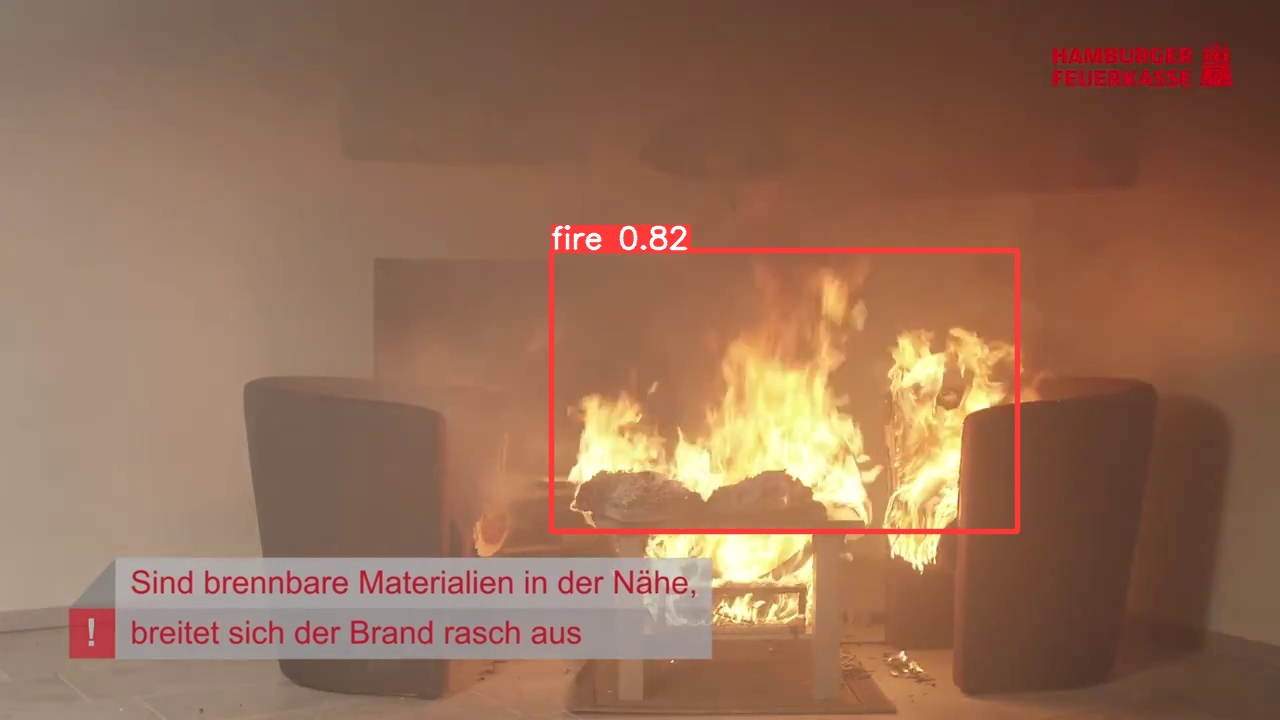 HAMBURGER
FEUERKASSE
fire 0.82
Sind brennbare Materialien in der Nähe,
! breitet sich der Brand rasch aus